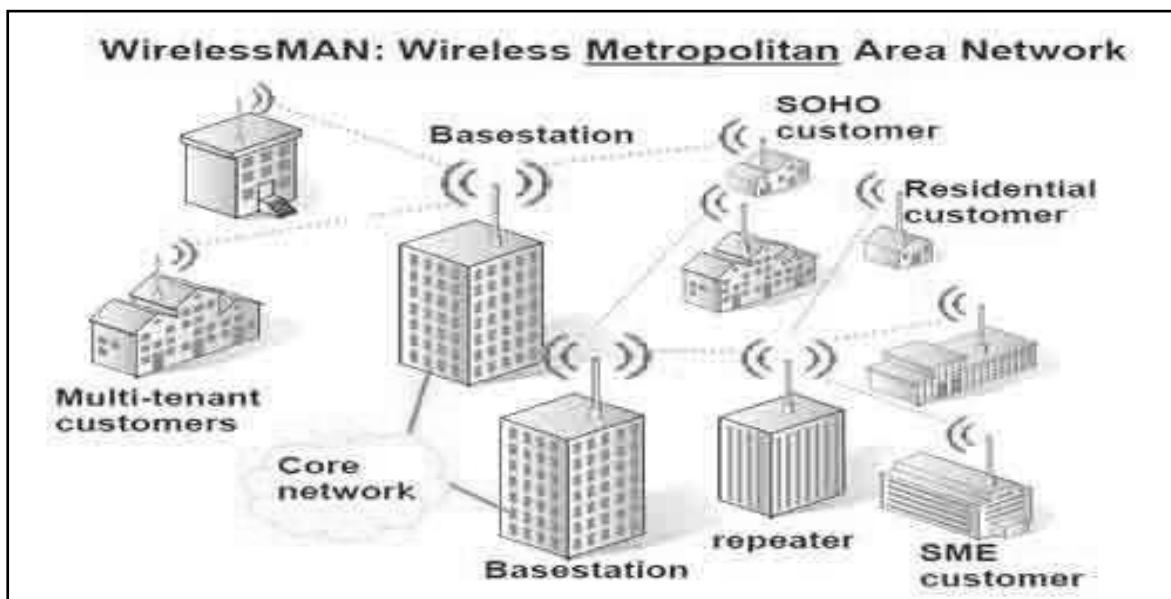 WirelessMAN: Wireless Metropolitan Area Network
SOHO
customer
Basestation
Residential
customer
Multi-tenant
customers
Core
network
repeater
Basestation
SME
customer